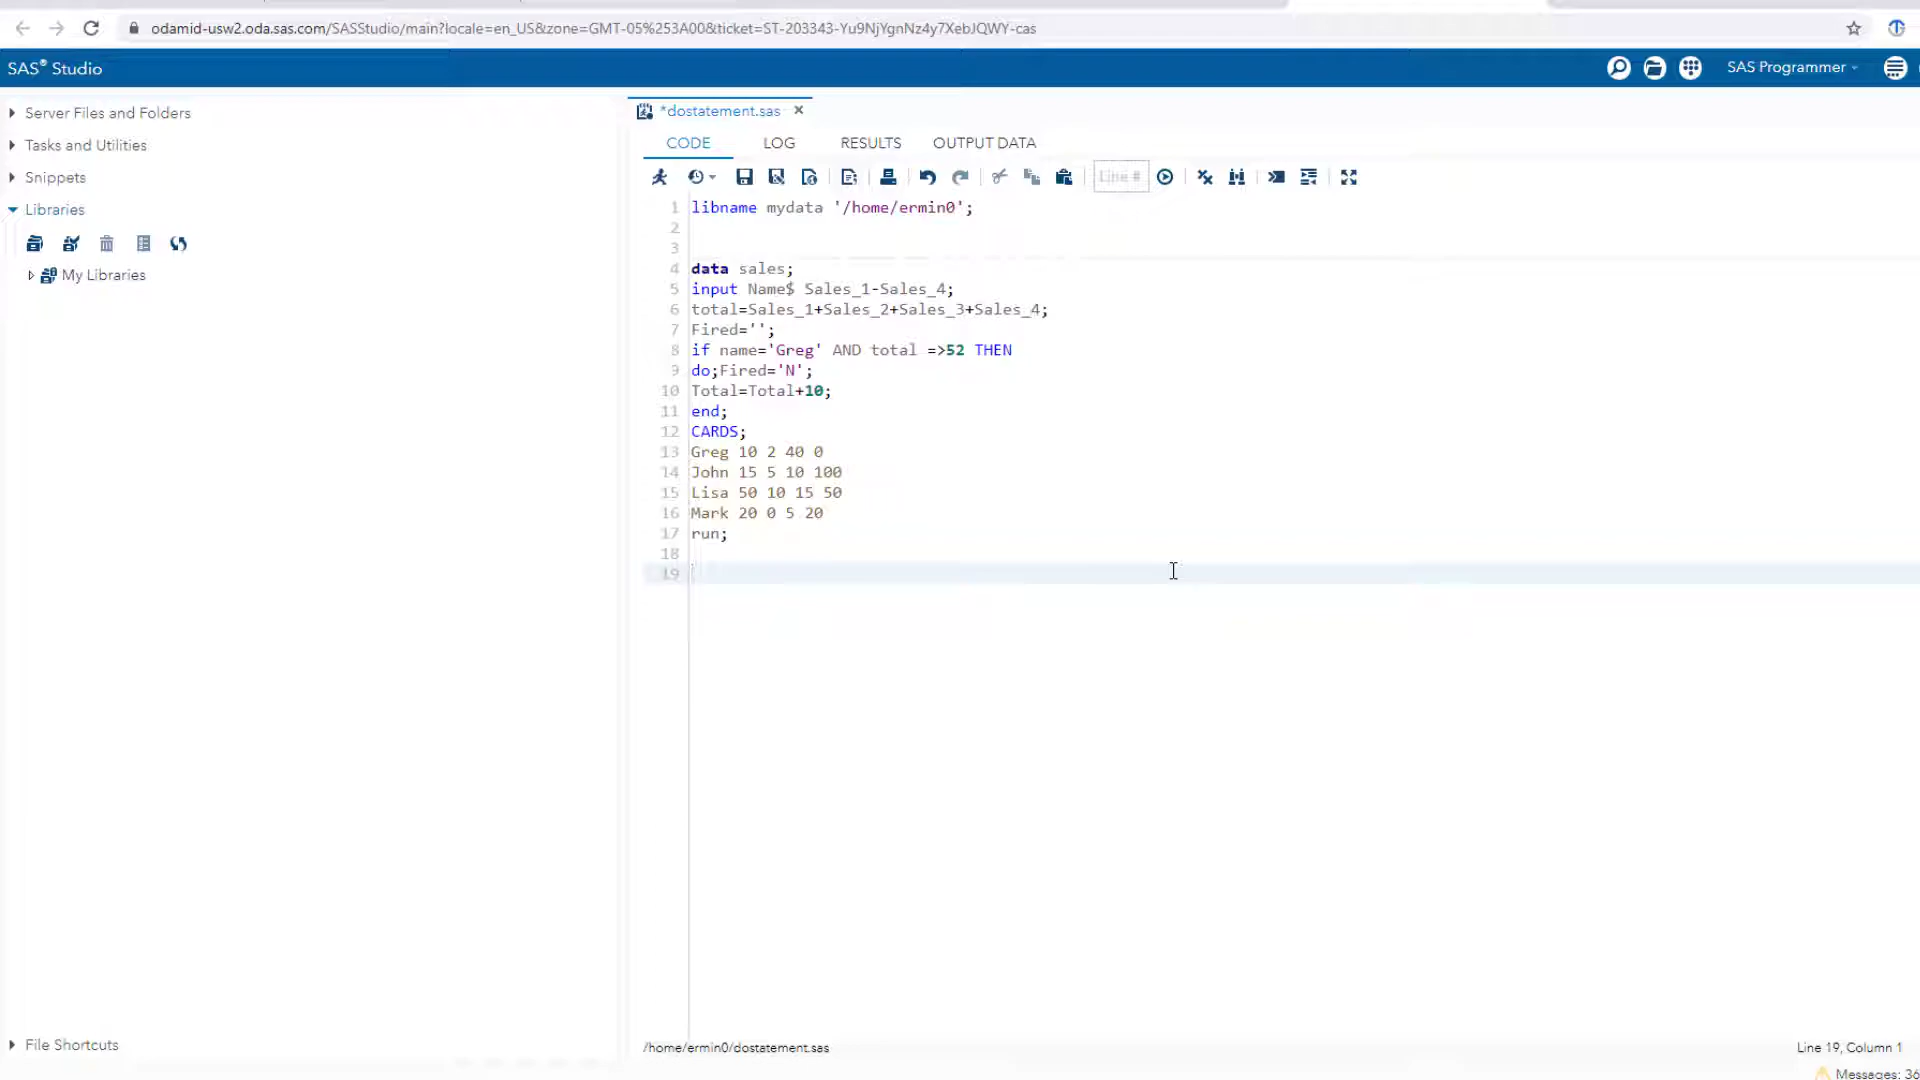 odamid-usw2.oda.sas.com/SASStudio/main?locale=en_US&zone=GMT-05%253A00&ticket=ST-203343-Yu9NjYgnNz4y7XebJQWY-cas
SAS® Studio
SAS Programmer
Server Files and Folders
Tasks and Utilities
Snippets
Libraries
My Libraries
File Shortcuts
*dostatement.sas
CODE LOG RESULTS OUTPUT DATA
Line #
1 libname mydata '/home/ermin0';
2
3
4 data sales;
5 input Name$ Sales_1-Sales_4;
6 total=Sales_1+Sales_2+Sales_3+Sales_4;
7 Fired='';
8 if name='Greg' AND total =>52 THEN
9 do;Fired='N';
10 Total=Total+10;
11 end;
12 CARDS;
13 Greg 10 2 40 0
14 John 15 5 10 100
15 Lisa 50 10 15 50
16 Mark 20 0 5 20
17 run;
18
19
/home/ermin0/dostatement.sas
Line 19, Column 1
Messages: 36